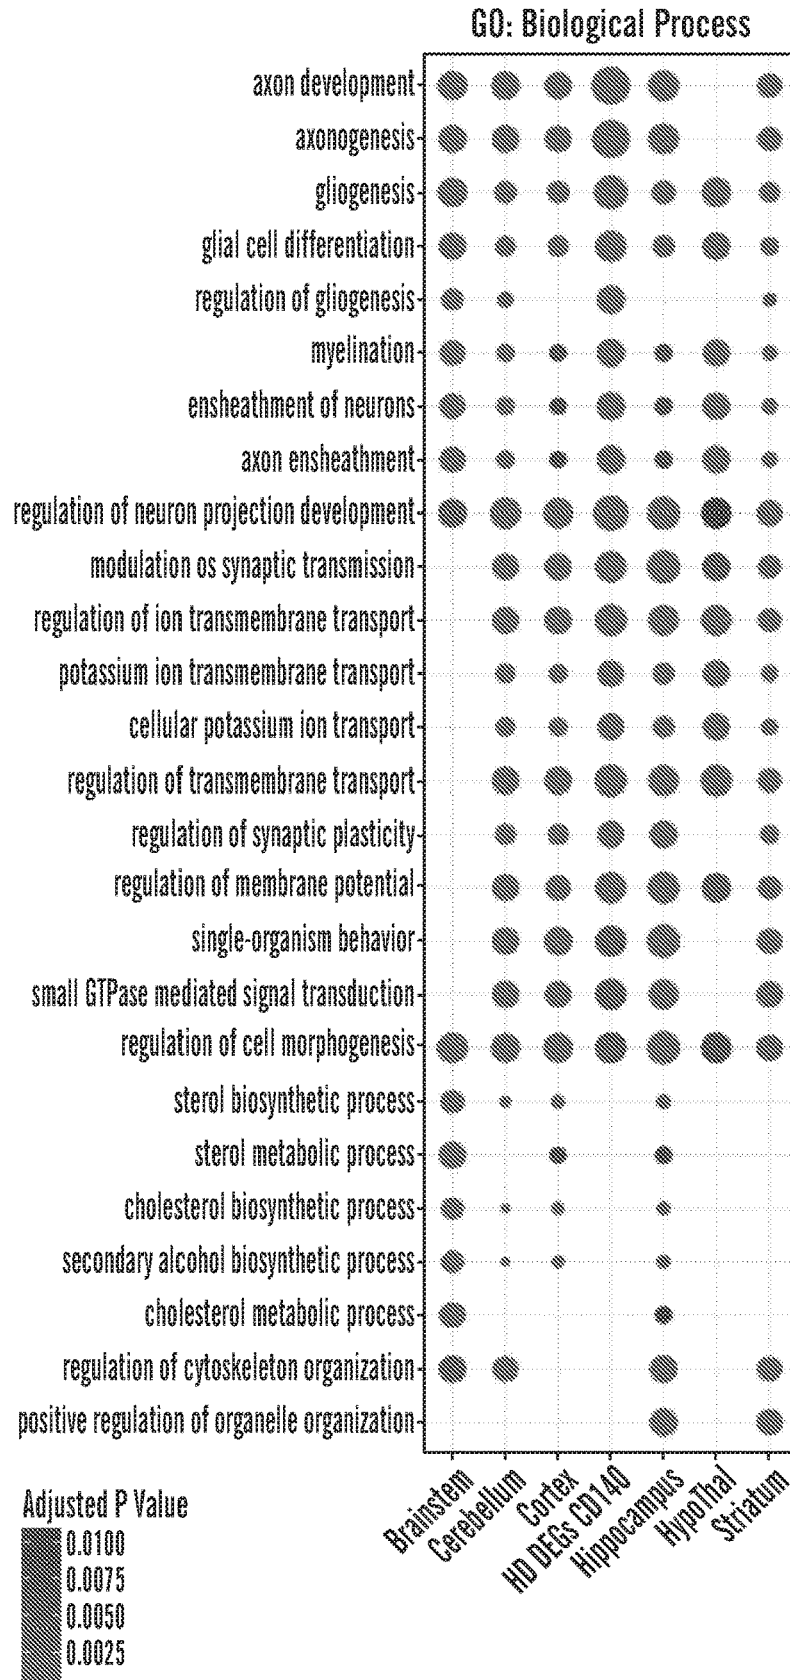 GO: Biological Process
axon development
axonogenesis
gliogenesis
glial cell differentiation
regulation of gliogenesis
myelination
ensheathment of neurons
axon ensheathment
regulation of neuron projection development
modulation os synaptic transmission
regulation of ion transmembrane transport
potassium ion transmembrane transport
cellular potassium ion transport
regulation of transmembrane transport
regulation of synaptic plasticity
regulation of membrane potential
single-organism behavior
small GTPase mediated signal transduction
regulation of cell morphogenesis
sterol biosynthetic process
sterol metabolic process
cholesterol biosynthetic process
secondary alcohol biosynthetic process
cholesterol metabolic process
regulation of cytoskeleton organization
positive regulation of organelle organization
Brainstem
Cerebellum
Cortex
HD DEGs CD140
Hippocampus
HypoThal
Striatum
Adjusted P Value
0.0100
0.0075
0.0050
0.0025